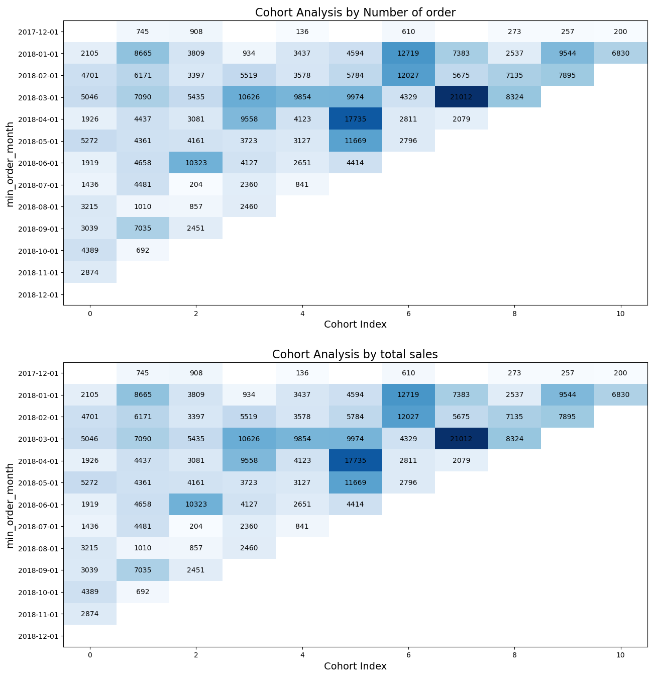 Cohort Analysis by Number of order
2017-12-01 745 908 136 610 273 257 200
2018-01-01 2105 8665 3809 934 3437 4594 12719 7383 2537 9544 6830
2018-02-01 4701 6171 3397 5519 3578 5784 12027 5675 7135 7895
2018-03-01 5046 7090 5435 10626 9854 9974 4329 21012 8324
2018-04-01 1926 4437 3081 9558 4123 17735 2811 2079
2018-05-01 5272 4361 4161 3723 3127 11669 2796
2018-06-01 1919 4658 10323 4127 2651 4414
2018-07-01 1436 4481 204 2360 841
2018-08-01 3215 1010 857 2460
2018-09-01 3039 7035 2451
2018-10-01 4389 692
2018-11-01 2874
2018-12-01
min_order_month
0 2 4 6 8 10
Cohort Index
Cohort Analysis by total sales
2017-12-01 745 908 136 610 273 257 200
2018-01-01 2105 8665 3809 934 3437 4594 12719 7383 2537 9544 6830
2018-02-01 4701 6171 3397 5519 3578 5784 12027 5675 7135 7895
2018-03-01 5046 7090 5435 10626 9854 9974 4329 21012 8324
2018-04-01 1926 4437 3081 9558 4123 17735 2811 2079
2018-05-01 5272 4361 4161 3723 3127 11669 2796
2018-06-01 1919 4658 10323 4127 2651 4414
2018-07-01 1436 4481 204 2360 841
2018-08-01 3215 1010 857 2460
2018-09-01 3039 7035 2451
2018-10-01 4389 692
2018-11-01 2874
2018-12-01
min_order_month
0 2 4 6 8 10
Cohort Index